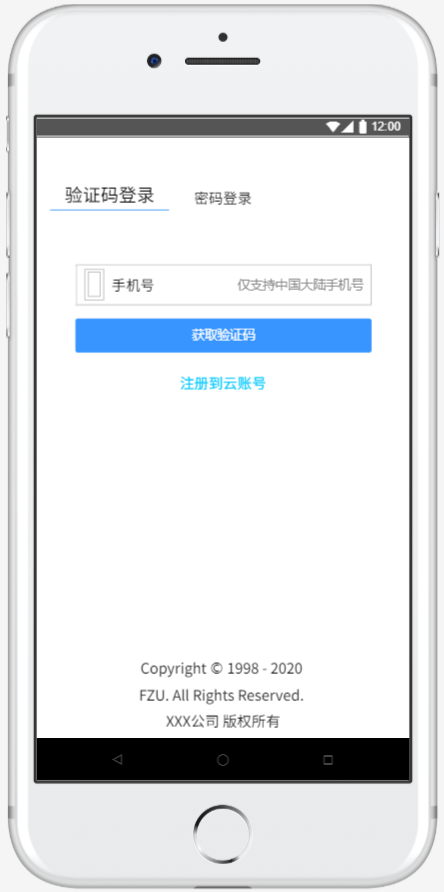 12:00
验证码登录 密码登录
手机号 仅支持中国大陆手机号
获取验证码
注册到云账号
Copyright © 1998 - 2020
FZU. All Rights Reserved.
XXX公司 版权所有